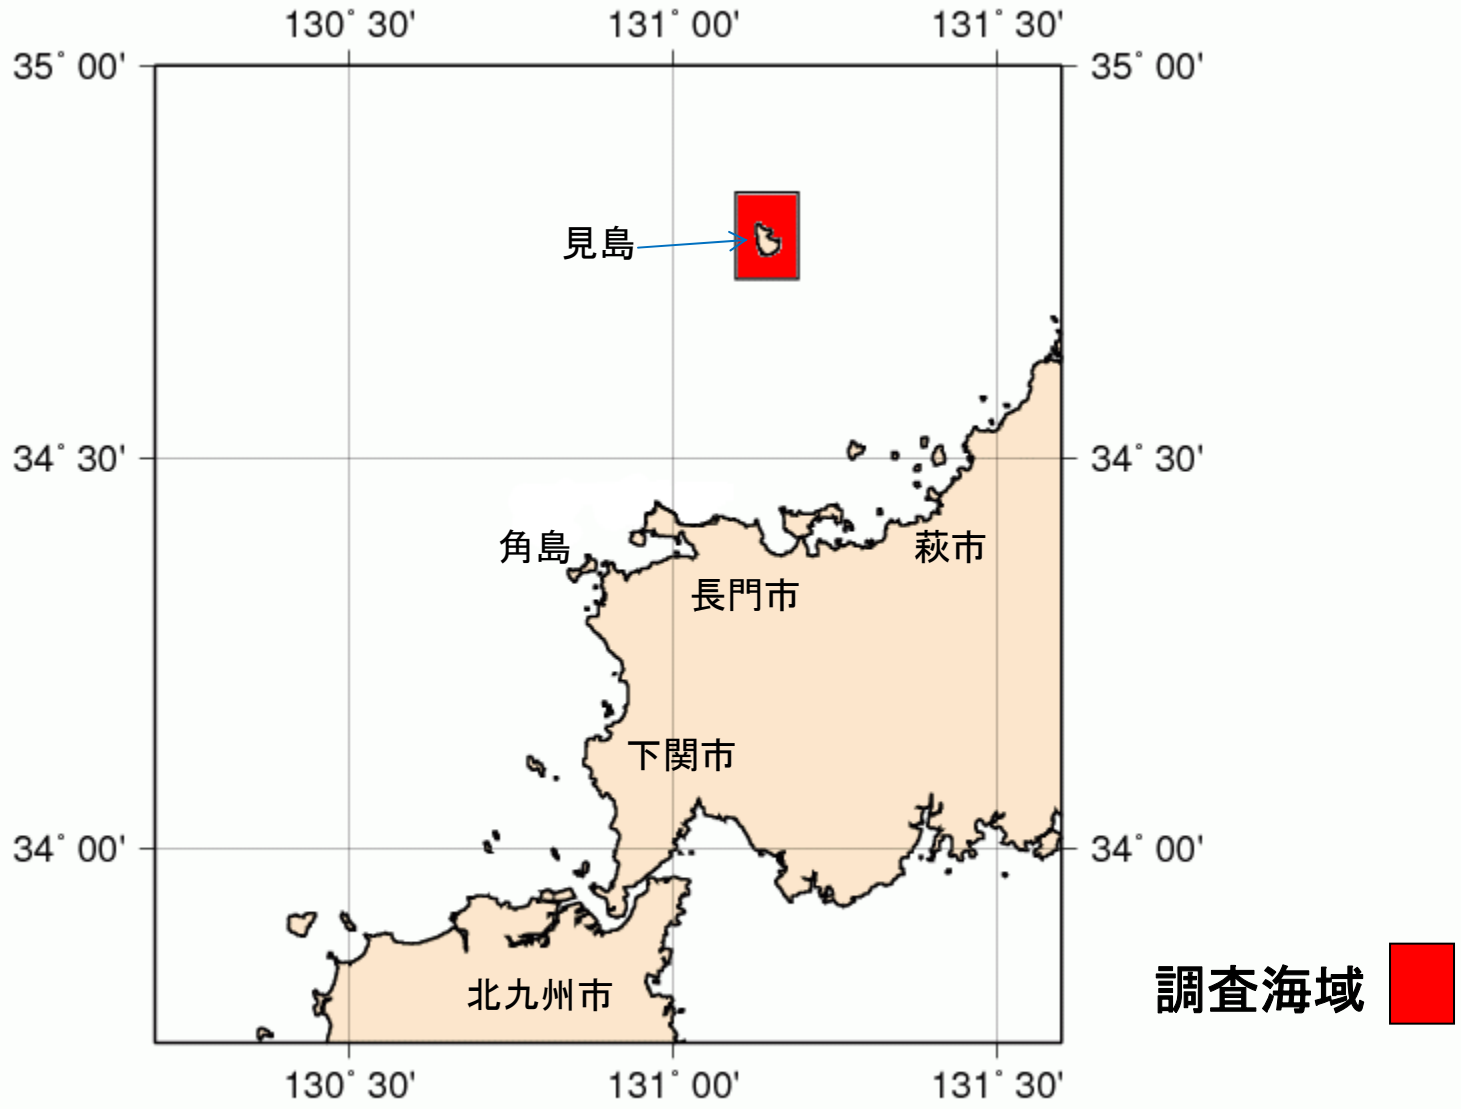 130° 30' 131° 00' 131° 30'
35° 00' 35° 00'
見島
34° 30' 34° 30'
角島 萩市
長門市
下関市
34° 00' 34° 00'
北九州市 調査海域
130° 30' 131° 00' 131° 30'